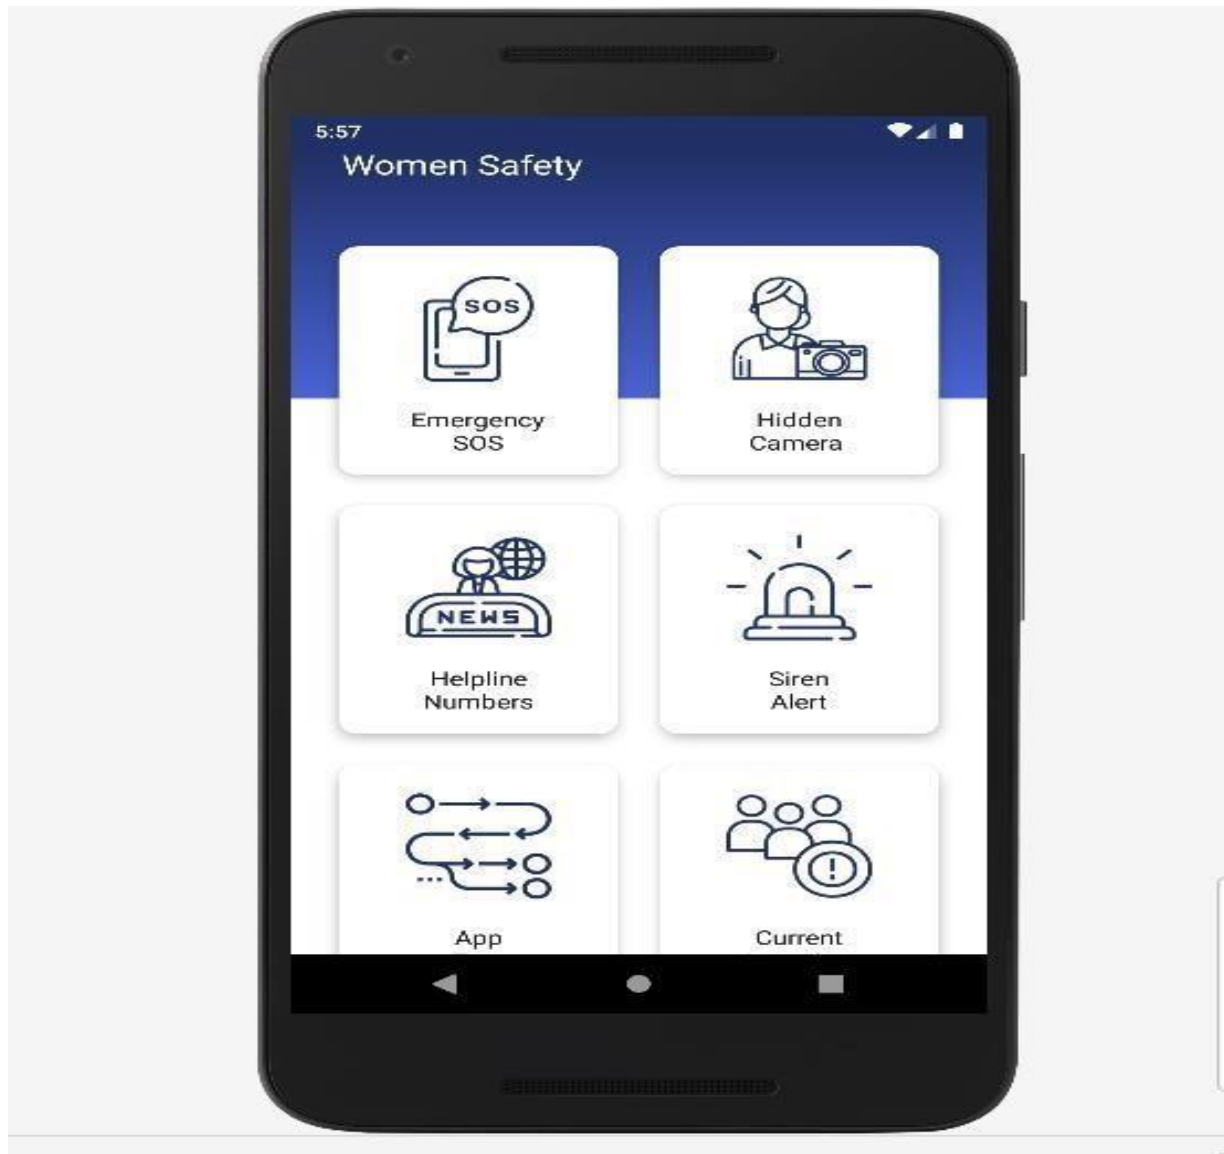 5:57
Women Safety
SOS
Emergency
SOS
Hidden
Camera
NEWS
Helpline
Numbers
Siren
Alert
App
Current